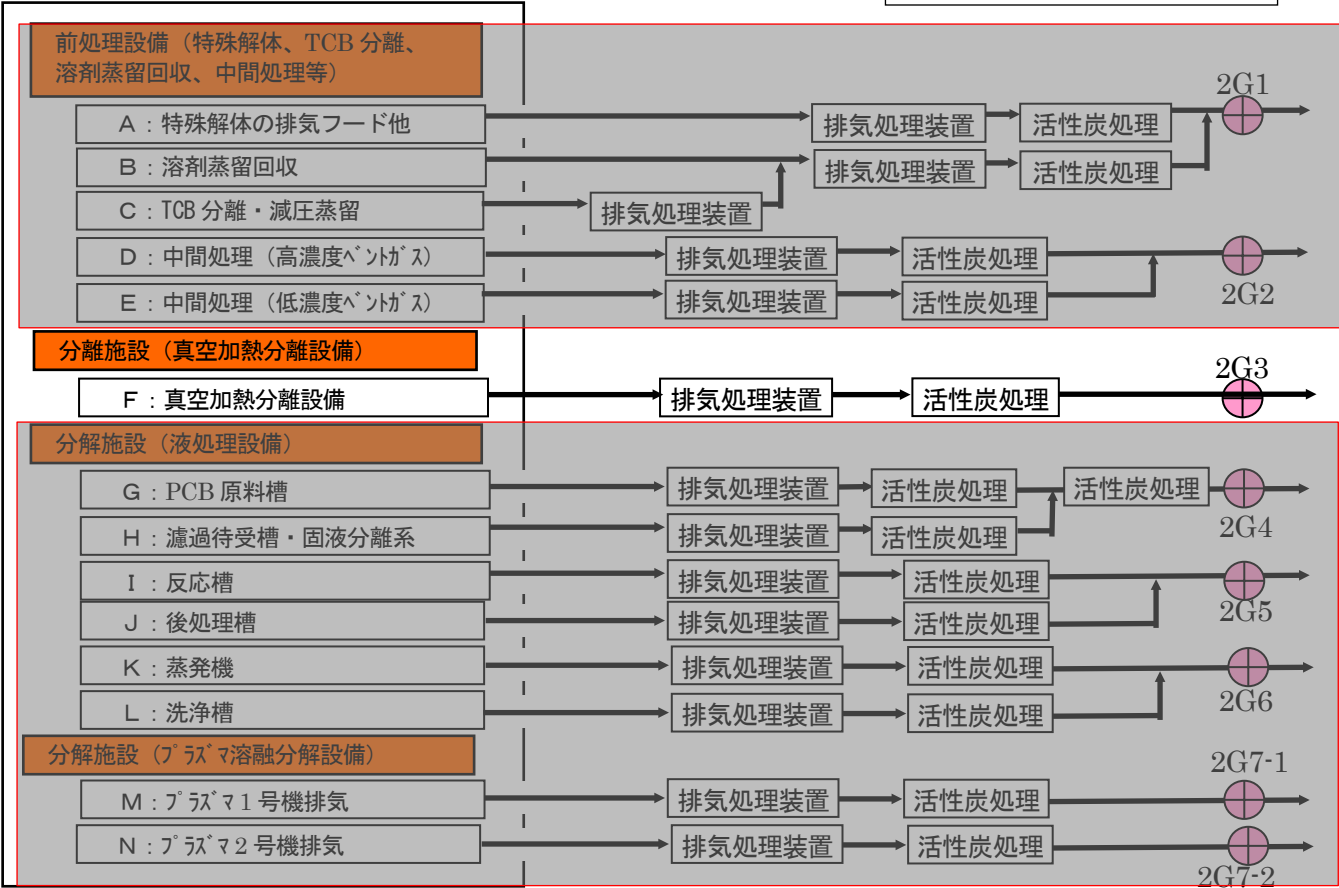 前処理設備（特殊解体、TCB 分離、
溶剤蒸留回収、中間処理等）
2G1
A：特殊解体の排気フード他
排気処理装置
活性炭処理
B：溶剤蒸留回収
排気処理装置
活性炭処理
C：TCB 分離・減圧蒸留
排気処理装置
D：中間処理（高濃度ﾍﾞﾝﾄｶﾞｽ）
排気処理装置
活性炭処理
E：中間処理（低濃度ﾍﾞﾝﾄｶﾞｽ）
排気処理装置
活性炭処理
2G2
分離施設（真空加熱分離設備）
2G3
F：真空加熱分離設備
排気処理装置
活性炭処理
分解施設（液処理設備）
G：PCB 原料槽
排気処理装置
活性炭処理
活性炭処理
2G4
H：濾過待受槽・固液分離系
排気処理装置
活性炭処理
I：反応槽
排気処理装置
活性炭処理
2G5
J：後処理槽
排気処理装置
活性炭処理
K：蒸発機
排気処理装置
活性炭処理
2G6
L：洗浄槽
排気処理装置
活性炭処理
分解施設（ﾌﾟﾗｽﾞﾏ溶融分解設備）
2G7-1
M：ﾌﾟﾗｽﾞﾏ 1 号機排気
排気処理装置
活性炭処理
N：ﾌﾟﾗｽﾞﾏ 2 号機排気
排気処理装置
活性炭処理
2G7-2